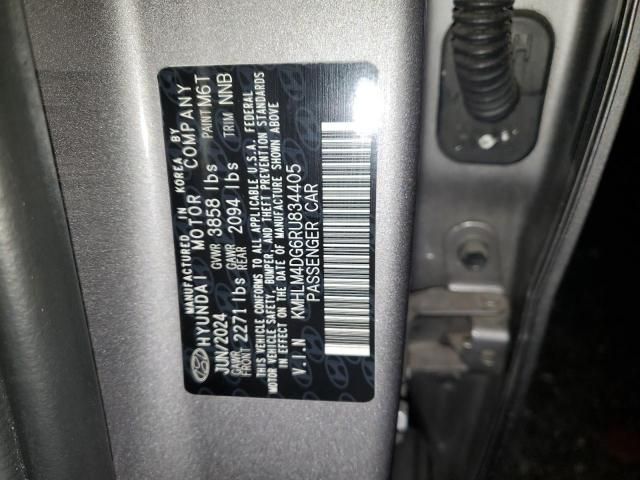 MANUFACTURED IN KOREA BY
HYUNDAI MOTOR COMPANY
JUN/2024 GVWR 3858 lbs PAINT M6T
GAWR FRONT 2271 lbs GAWR REAR 2094 lbs TRIM NNB
THIS VEHICLE CONFORMS TO ALL APPLICABLE U.S.A. FEDERAL
MOTOR VEHICLE SAFETY, BUMPER, AND THEFT PREVENTION STANDARDS
IN EFFECT ON THE DATE OF MANUFACTURE SHOWN ABOVE
V.I.N KMHLM4DG6RU834405
PASSENGER CAR